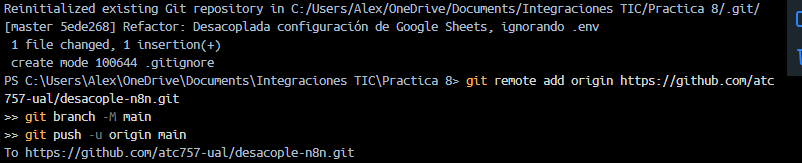 Reinitialized existing Git repository in C:/Users/Alex/OneDrive/Documents/Integraciones TIC/Practica 8/.git/
[master 5ede268] Refactor: Desacoplada configuración de Google Sheets, ignorando .env
 1 file changed, 1 insertion(+)
 create mode 100644 .gitignore
PS C:\Users\Alex\OneDrive\Documents\Integraciones TIC\Practica 8> git remote add origin https://github.com/atc
757-ual/desacople-n8n.git
>> git branch -M main
>> git push -u origin main
To https://github.com/atc757-ual/desacople-n8n.git